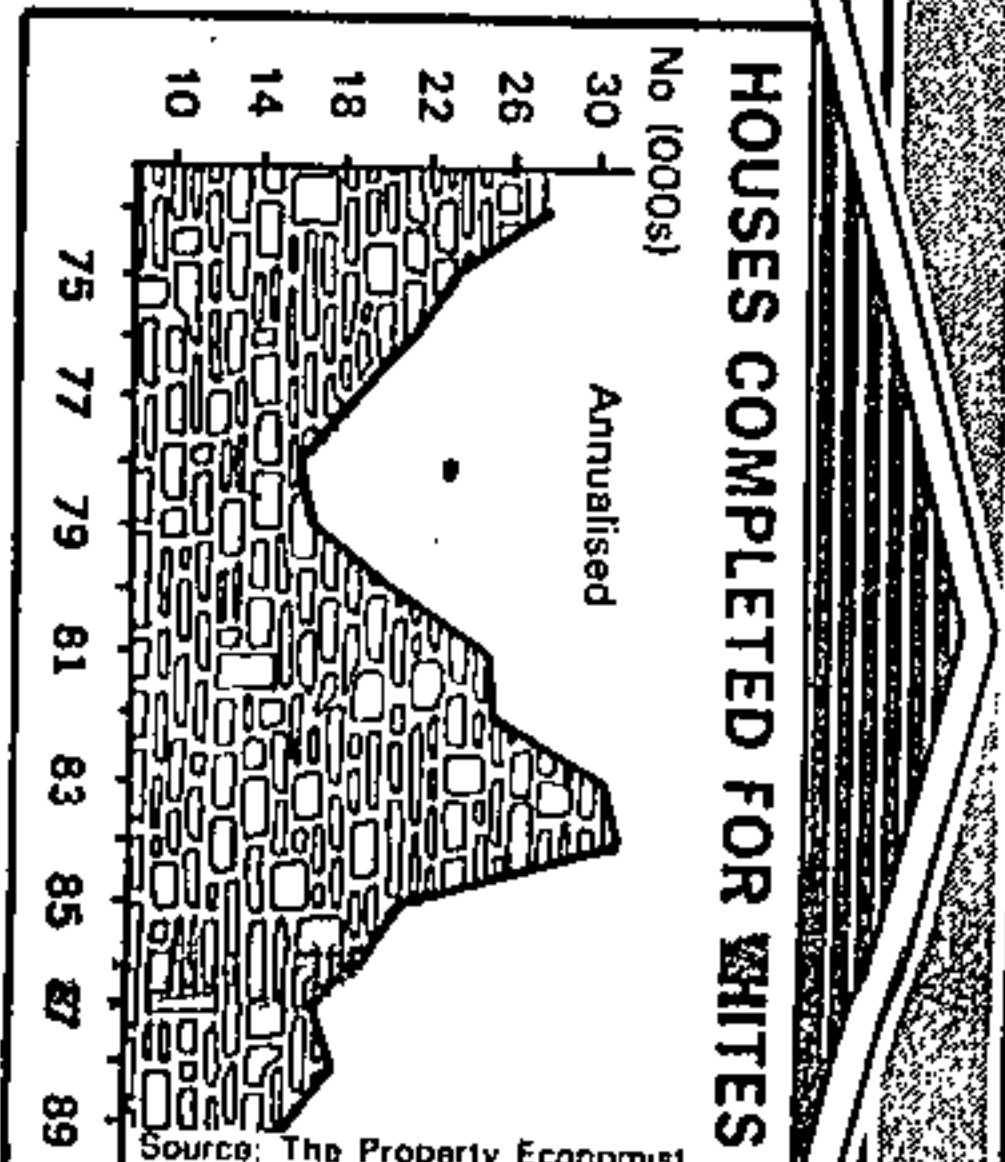 HOUSES COMPLETED FOR WHITES
No (000s)
30
26
22
18
14
10
Annualised
75 77 79 81 83 85 87 89
Source: The Property Economist